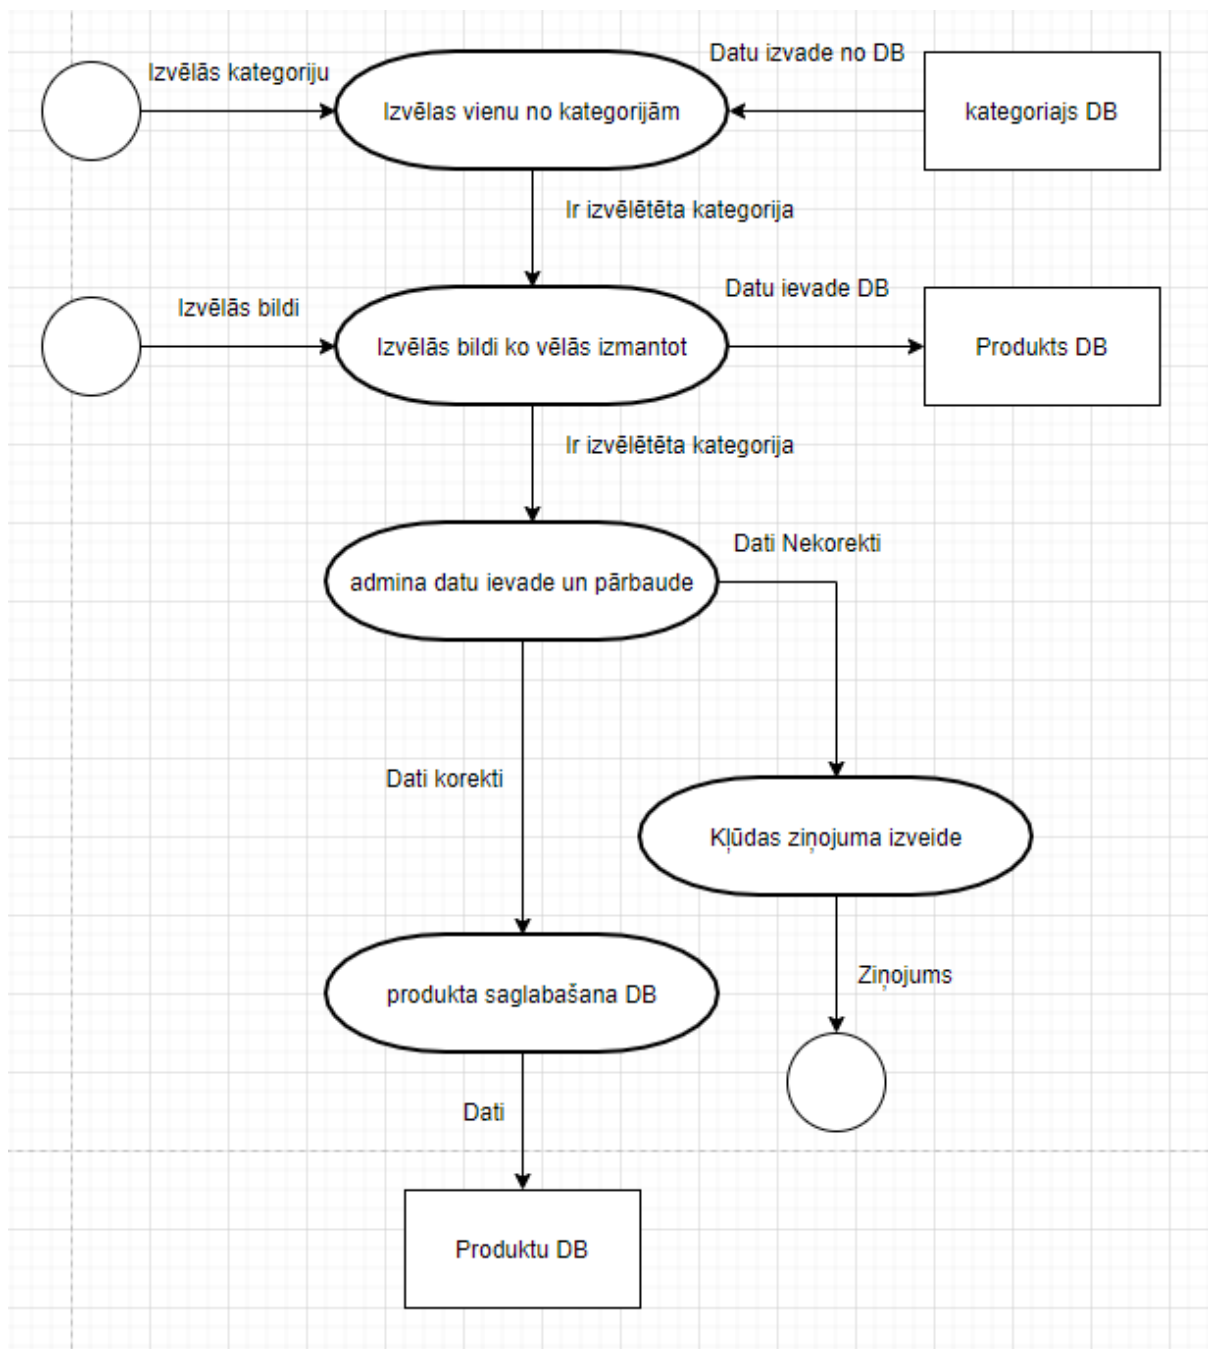 Datu izvade no DB
Izvēlās kategoriju
Izvēlas vienu no kategorijām
kategoriajs DB
Ir izvēlētēta kategorija
Datu ievade DB
Izvēlās bildi
Izvēlās bildi ko vēlās izmantot
Produkts DB
Ir izvēlētēta kategorija
Dati Nekorekti
admina datu ievade un pārbaude
Dati korekti
Kļūdas ziņojuma izveide
Ziņojums
produkta saglabašana DB
Dati
Produktu DB